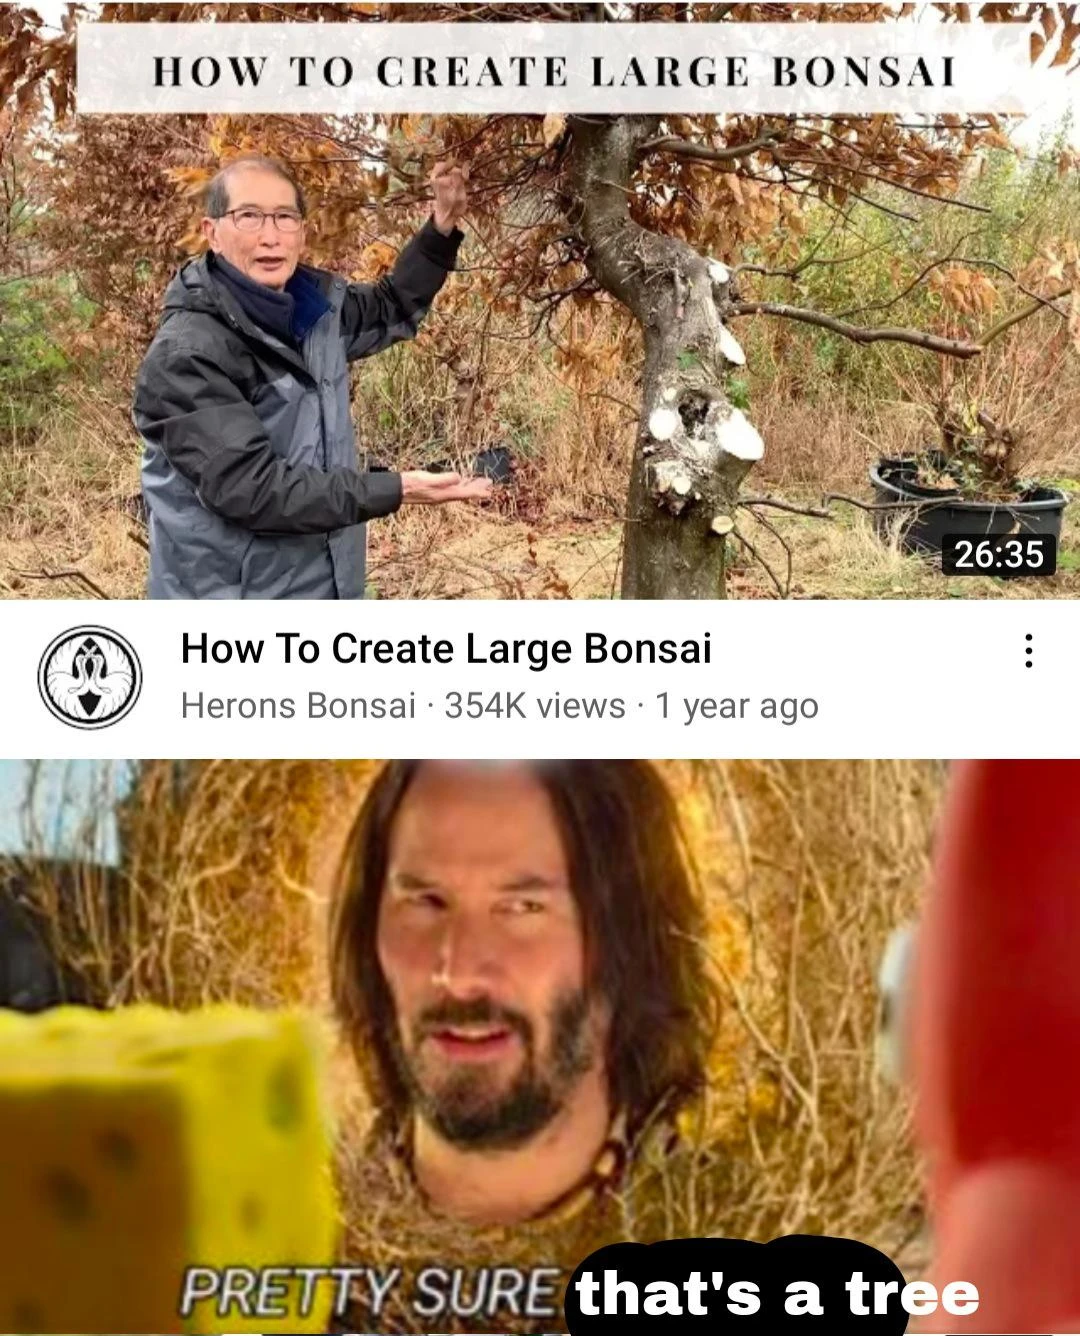 HOW TO CREATE LARGE BONSAI
26:35
How To Create Large Bonsai
Herons Bonsai · 354K views · 1 year ago
PRETTY SURE that's a tree